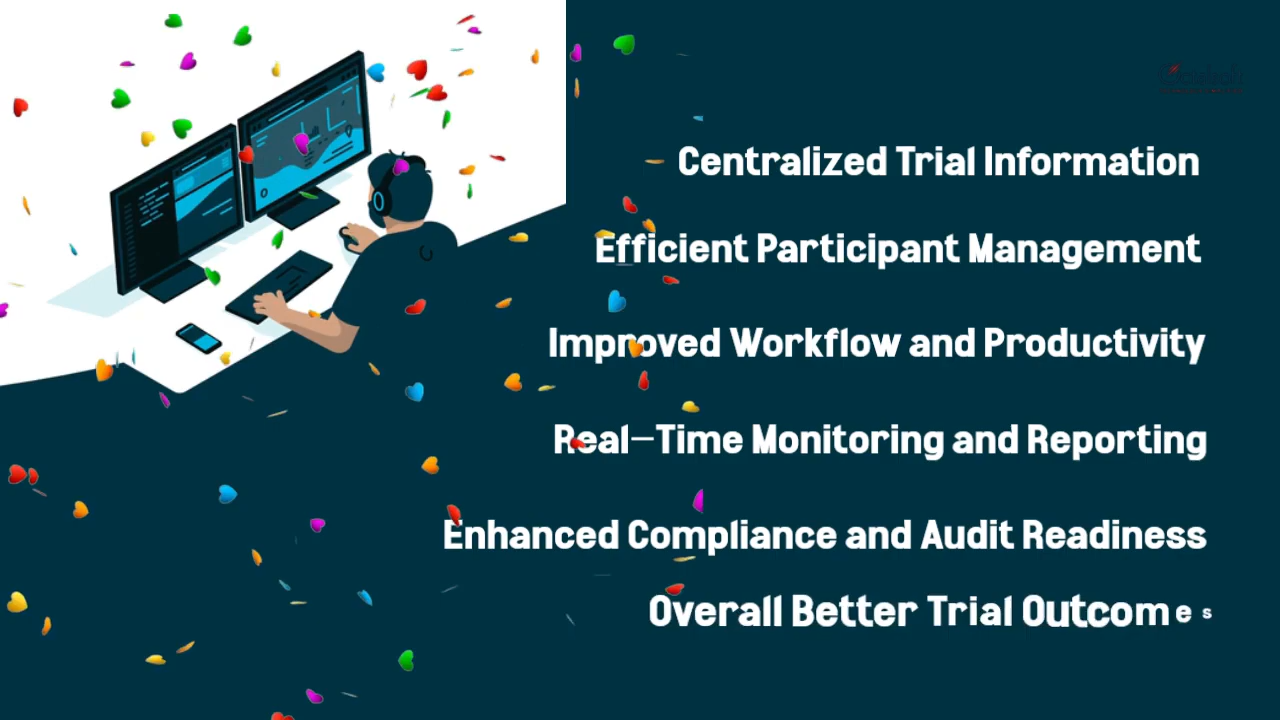 Centralized Trial Information
Efficient Participant Management
Improved Workflow and Productivity
Real-Time Monitoring and Reporting
Enhanced Compliance and Audit Readiness
Overall Better Trial Outcomes